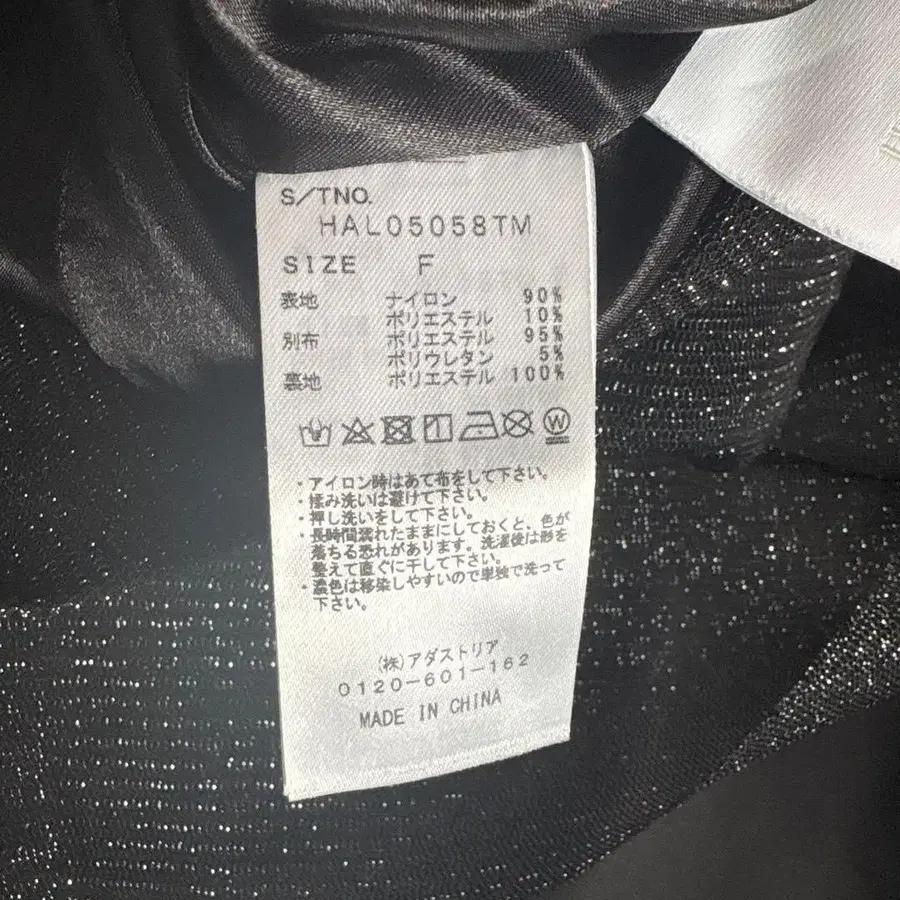 S/TNO.
HAL05058TM
SIZE F
表地 ナイロン 90%
ポリエステル 10%
別布 ポリエステル 95%
ポリウレタン 5%
裏地 ポリエステル 100%
W
・アイロン時はあて布をして下さい。
・揉み洗いは避けて下さい。
・押し洗いをして下さい。
・長時間濡れたままにしておくと、色が
落ちる恐れがあります。洗濯後は形を
整えて直ぐに干して下さい。
・濃色は移染しやすいので単独で洗って
下さい。
(株)アダストリア
0120-601-162
MADE IN CHINA